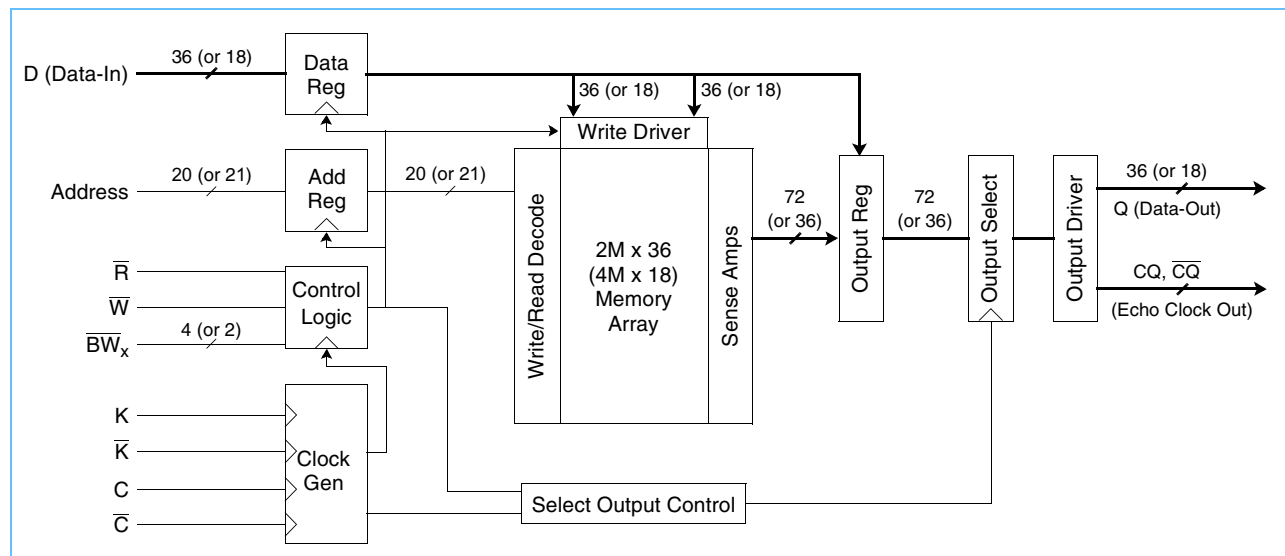 D (Data-In)
36 (or 18)
Data
Reg
36 (or 18)
36 (or 18)
Write Driver
Address
20 (or 21)
Add
Reg
20 (or 21)
Write/Read Decode
2M x 36
(4M x 18)
Memory
Array
Sense Amps
72
(or 36)
Output Reg
72
(or 36)
Output Select
Output Driver
36 (or 18)
Q (Data-Out)
CQ, C̅Q̅
(Echo Clock Out)
R̅
W̅
B̅W̅x
4 (or 2)
Control
Logic
K
K̅
C
C̅
Clock
Gen
Select Output Control